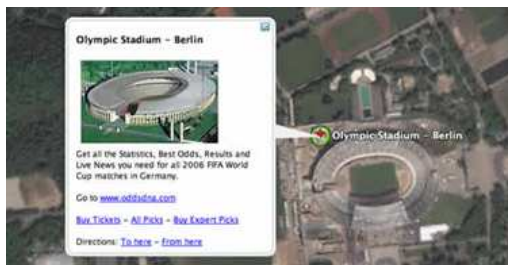 Olympic Stadium - Berlin
Get all the Statistics, Best Odds, Results and
Live News you need for all 2006 FIFA World
Cup matches in Germany.
Go to www.oddsdna.com
Buy Tickets - All Picks - Buy Expert Picks
Directions: To here - From here
Olympic Stadium - Berlin